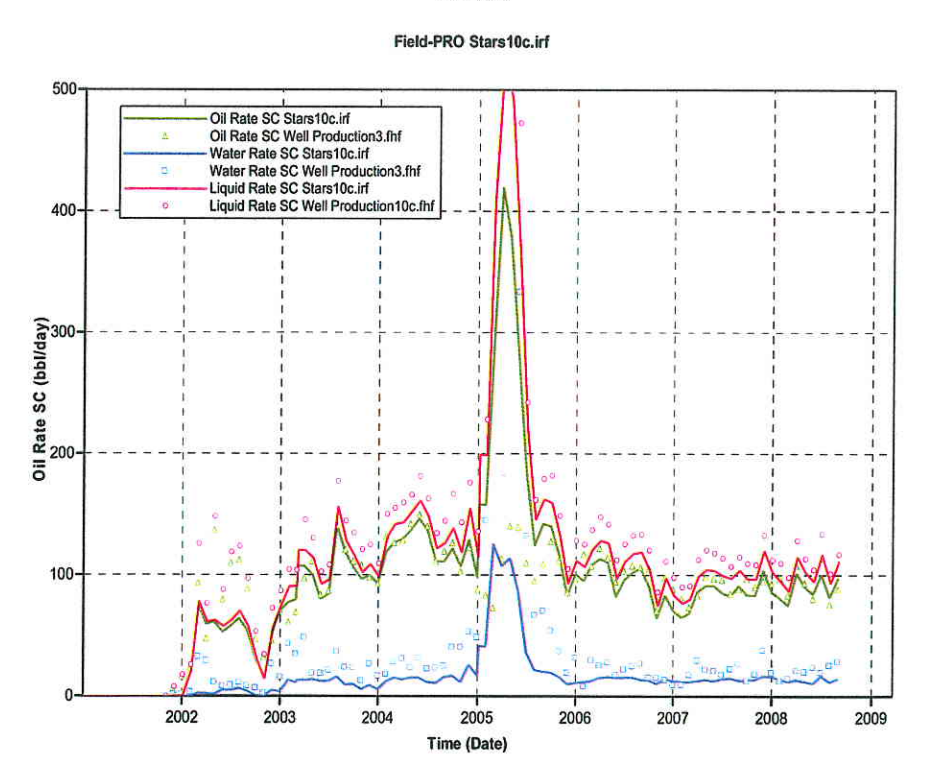 Field-PRO Stars10c.irf
500
Oil Rate SC Stars10c.irf
Oil Rate SC Well Production3.fhf
Water Rate SC Stars10c.irf
Water Rate SC Well Production3.fhf
Liquid Rate SC Stars10c.irf
Liquid Rate SC Well Production10c.fhf
400
300
200
100
0
Oil Rate SC (bbl/day)
2002 2003 2004 2005 2006 2007 2008 2009
Time (Date)